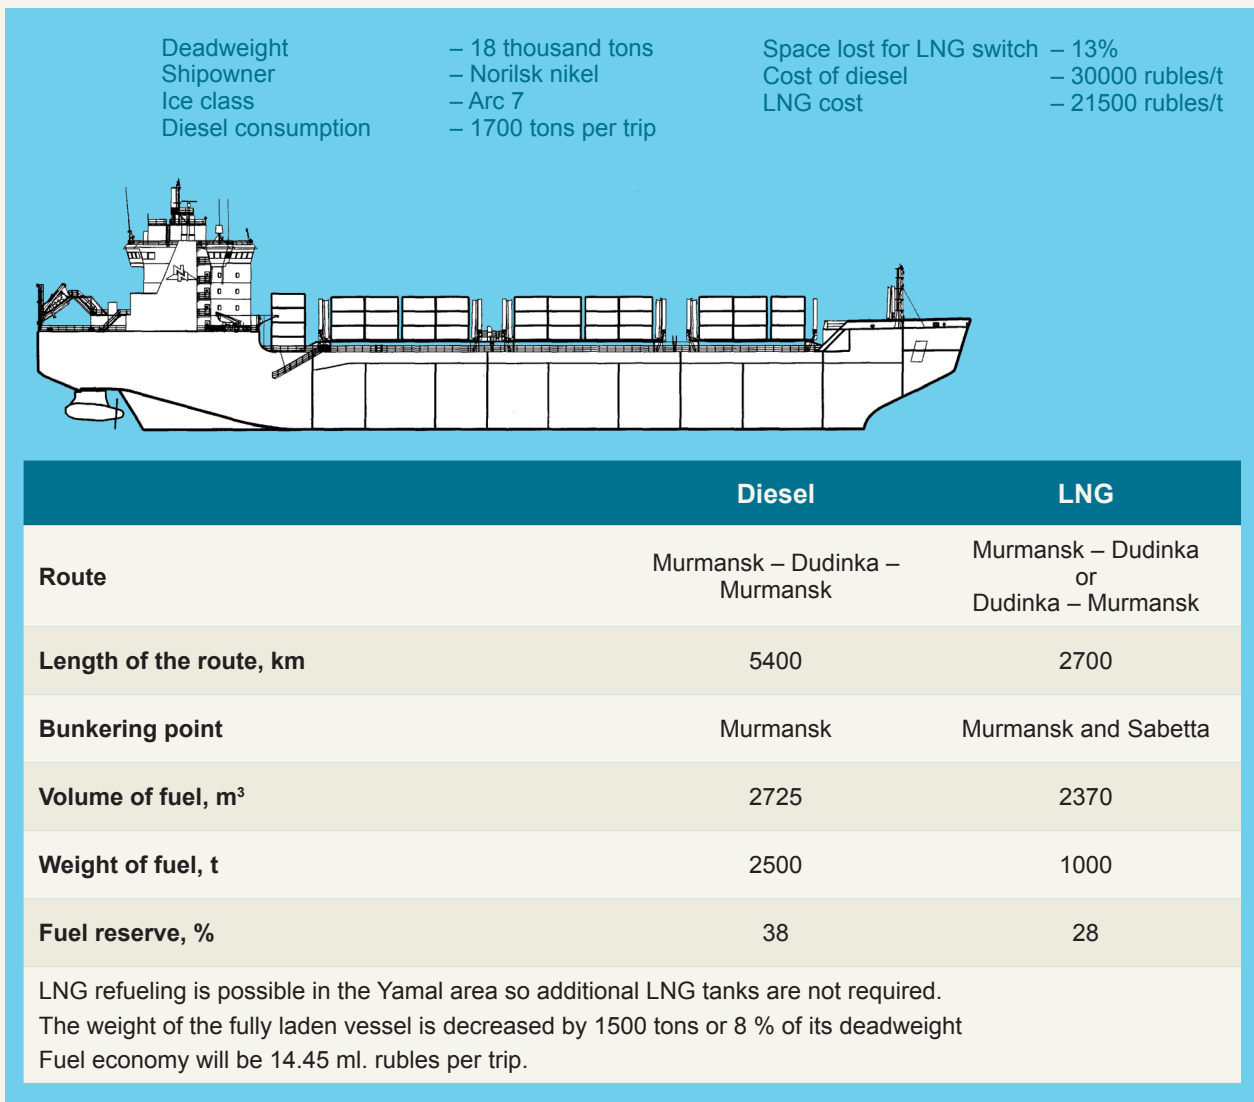 Deadweight – 18 thousand tons
Shipowner – Norilsk nikel
Ice class – Arc 7
Diesel consumption – 1700 tons per trip
Space lost for LNG switch – 13%
Cost of diesel – 30000 rubles/t
LNG cost – 21500 rubles/t
Diesel LNG
Route Murmansk – Dudinka – Murmansk Murmansk – Dudinka or Dudinka – Murmansk
Length of the route, km 5400 2700
Bunkering point Murmansk Murmansk and Sabetta
Volume of fuel, m³ 2725 2370
Weight of fuel, t 2500 1000
Fuel reserve, % 38 28
LNG refueling is possible in the Yamal area so additional LNG tanks are not required.
The weight of the fully laden vessel is decreased by 1500 tons or 8 % of its deadweight
Fuel economy will be 14.45 ml. rubles per trip.